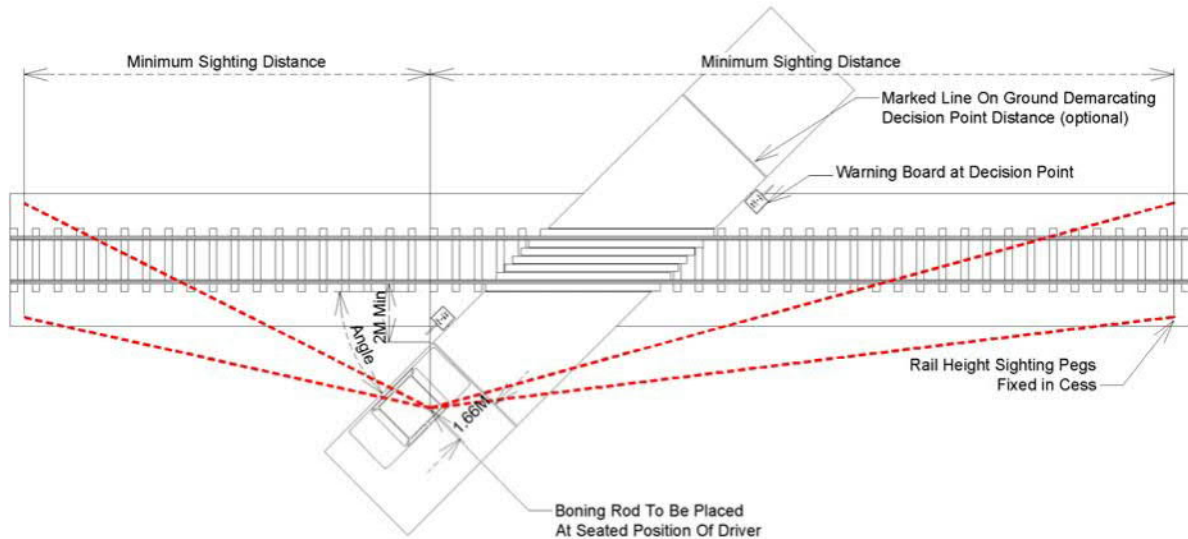 Minimum Sighting Distance
Minimum Sighting Distance
Marked Line On Ground Demarcating
Decision Point Distance (optional)
Warning Board at Decision Point
2M Min
Angle
1.66M
Rail Height Sighting Pegs
Fixed in Cess
Boning Rod To Be Placed
At Seated Position Of Driver